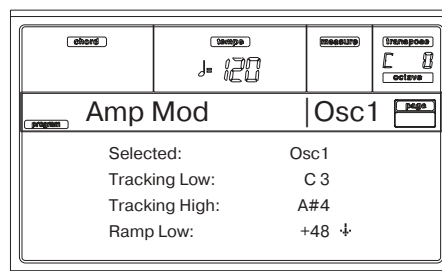 chord tempo measure transpose
♩= 120 C 0
octave
program Amp Mod Osc1 page
Selected: Osc1
Tracking Low: C 3
Tracking High: A#4
Ramp Low: +48